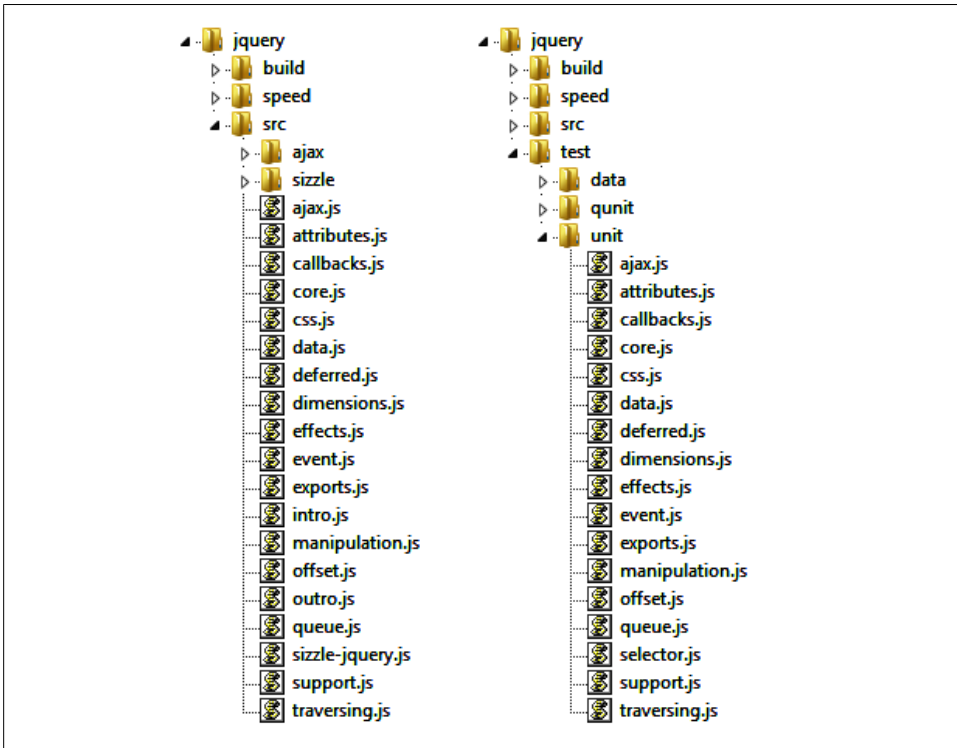 jquery
build
speed
src
ajax
sizzle
ajax.js
attributes.js
callbacks.js
core.js
css.js
data.js
deferred.js
dimensions.js
effects.js
event.js
exports.js
intro.js
manipulation.js
offset.js
outro.js
queue.js
sizzle-jquery.js
support.js
traversing.js
jquery
build
speed
src
test
data
qunit
unit
ajax.js
attributes.js
callbacks.js
core.js
css.js
data.js
deferred.js
dimensions.js
effects.js
event.js
exports.js
manipulation.js
offset.js
queue.js
selector.js
support.js
traversing.js